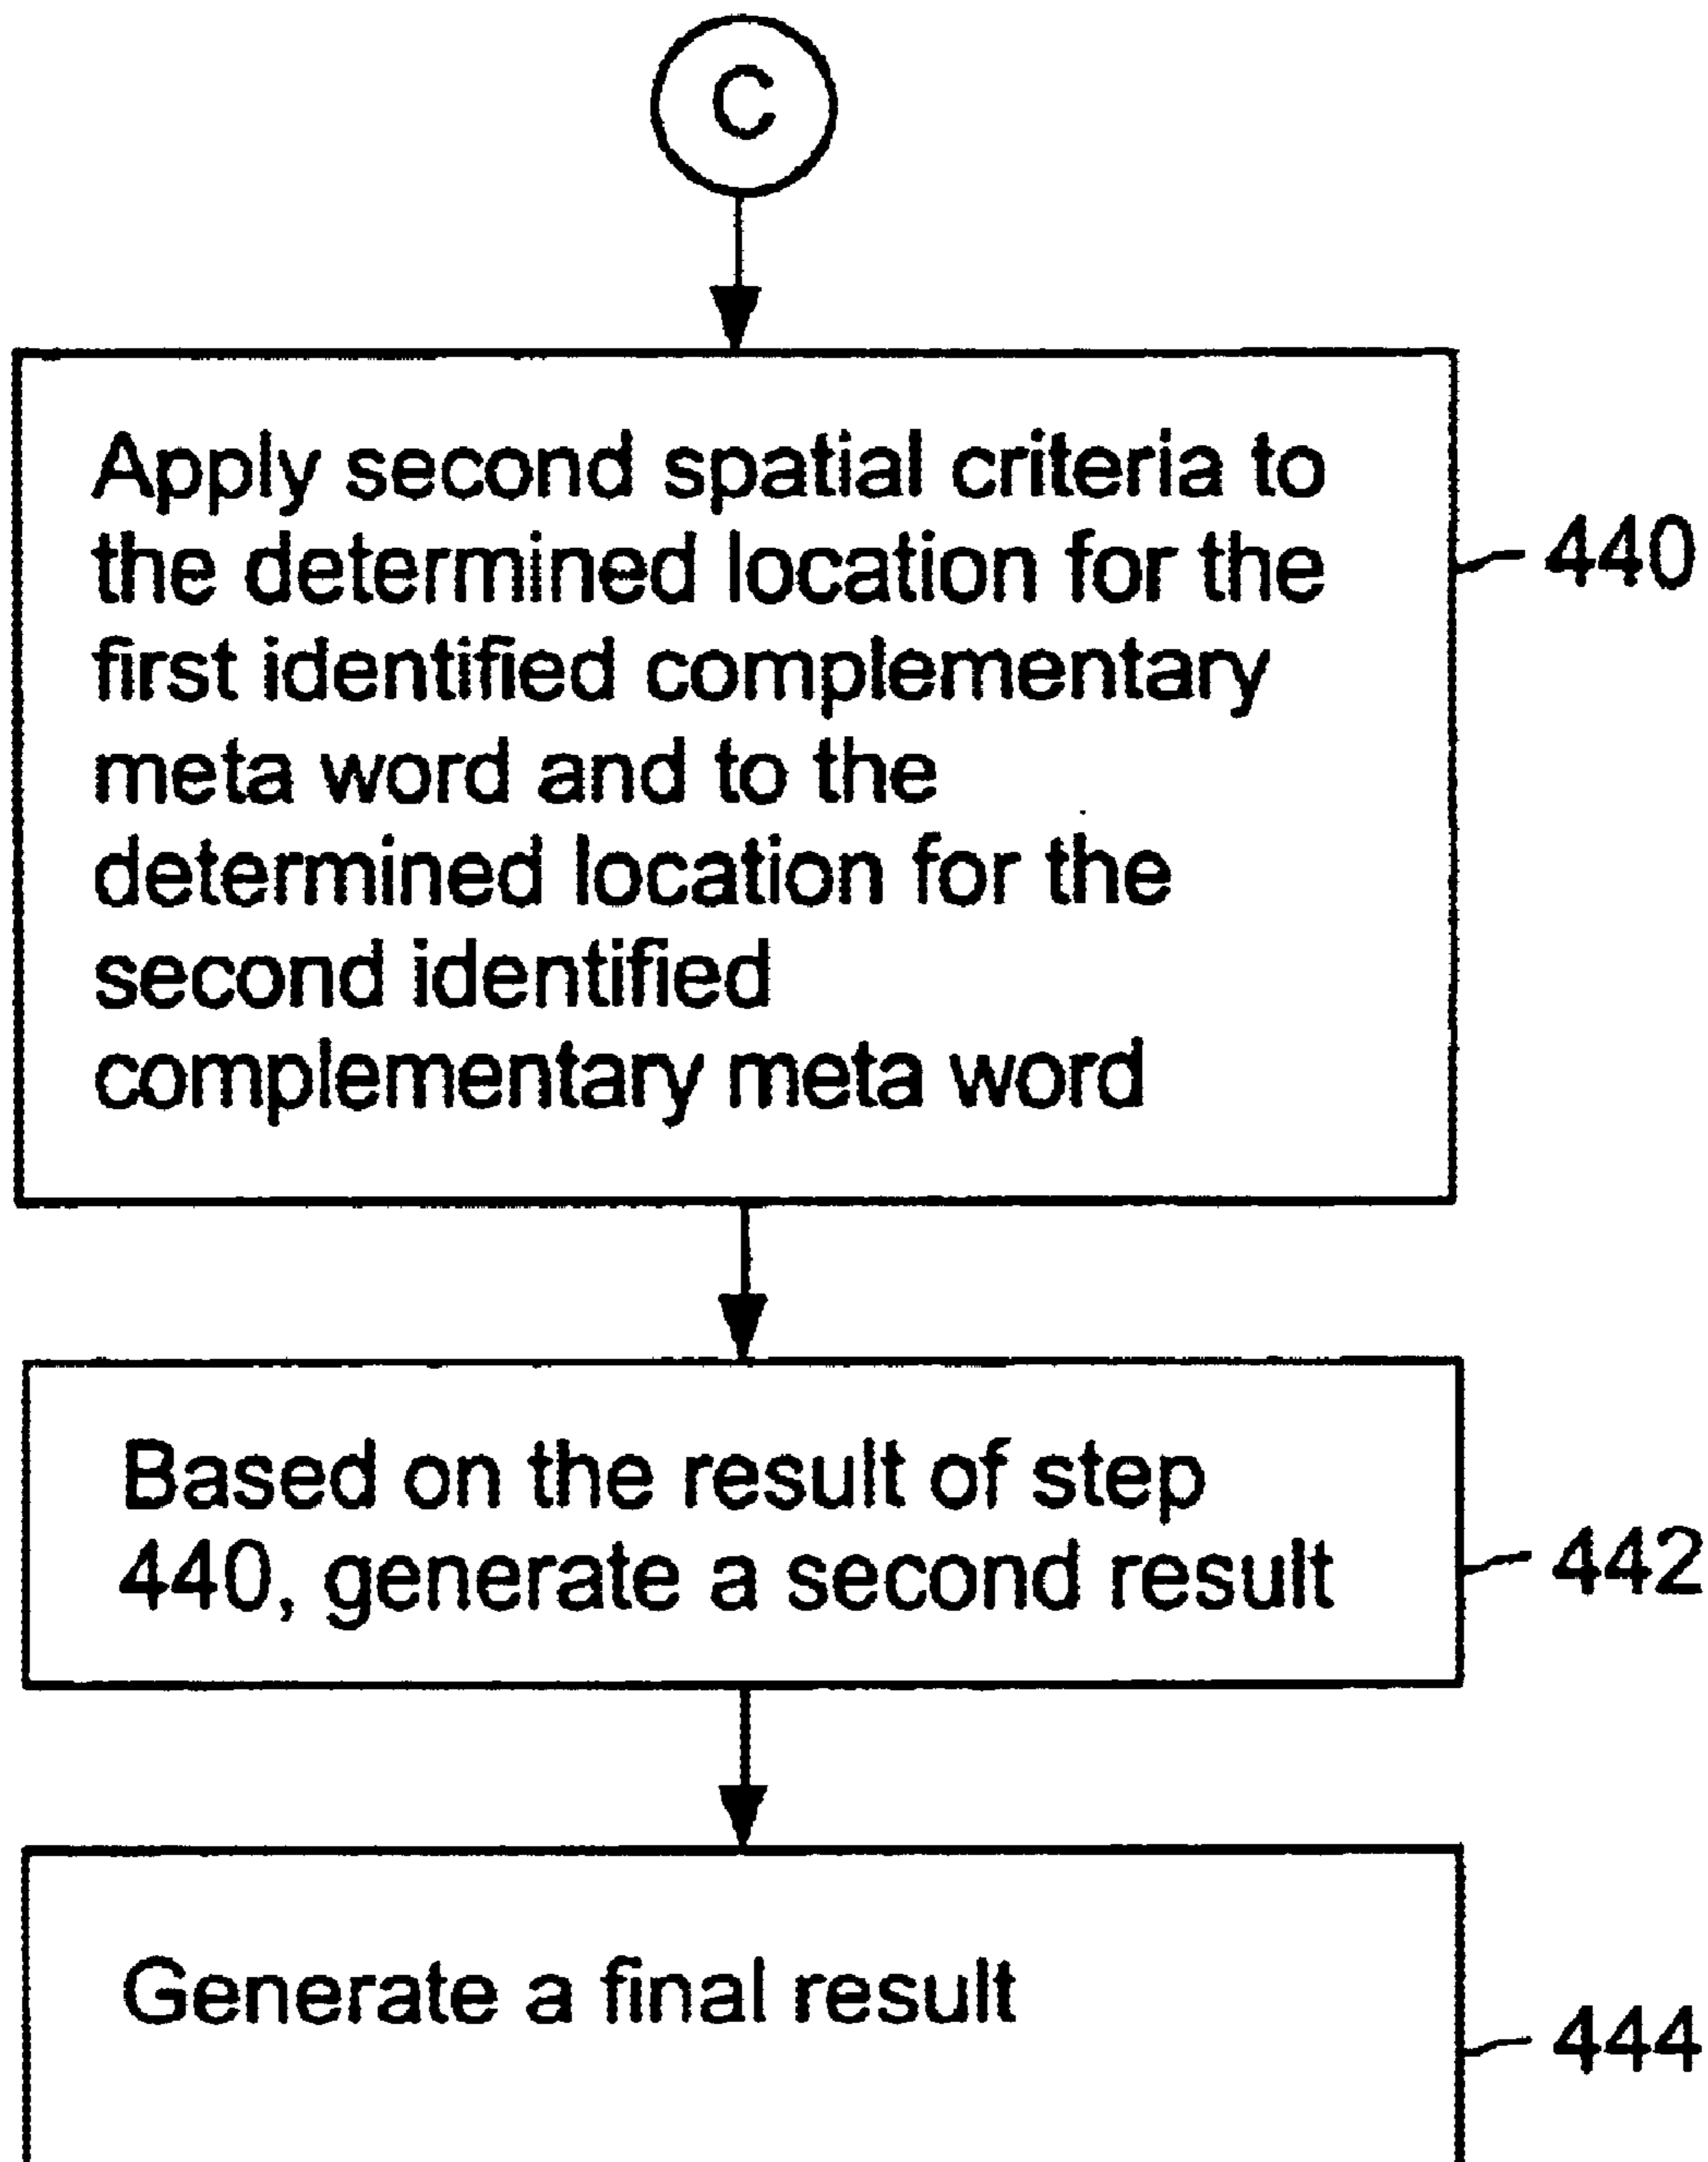 C
Apply second spatial criteria to
the determined location for the
first identified complementary
meta word and to the
determined location for the
second identified
complementary meta word
440
Based on the result of step
440, generate a second result
442
Generate a final result
444